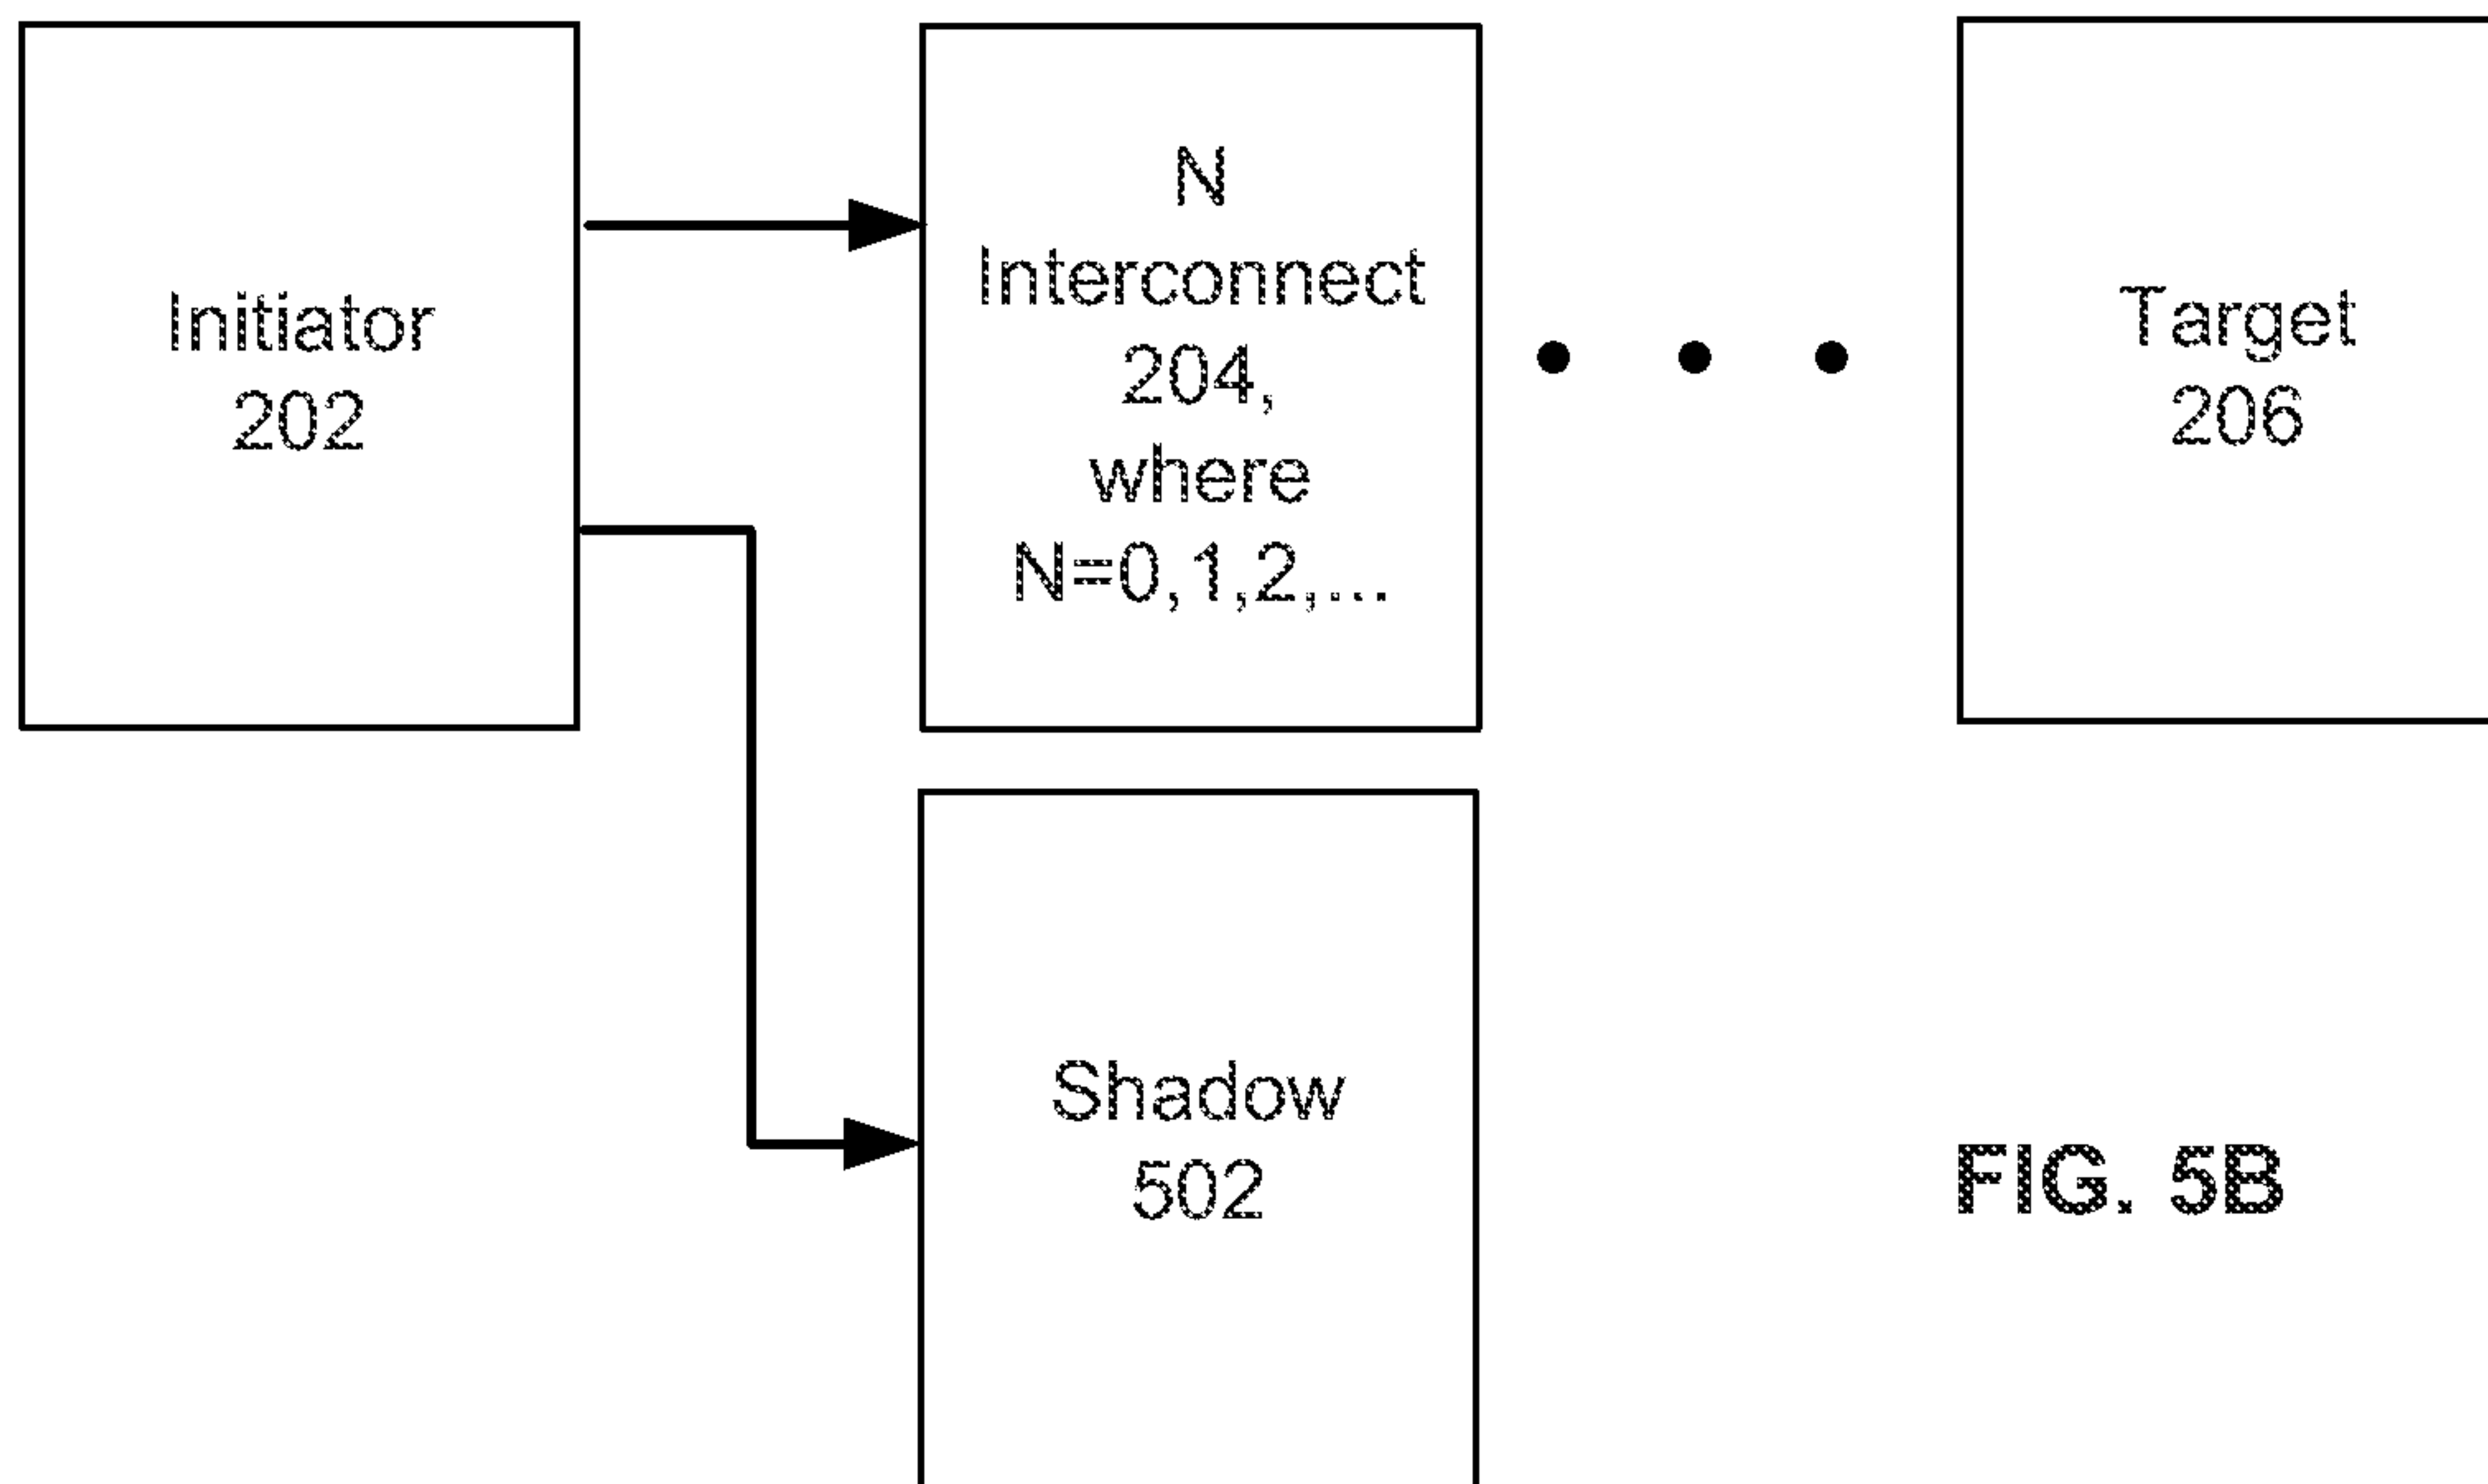 Initiator
202
N
Interconnect
204,
where
N=0,1,2,...
Target
206
Shadow
502
FIG. 5B